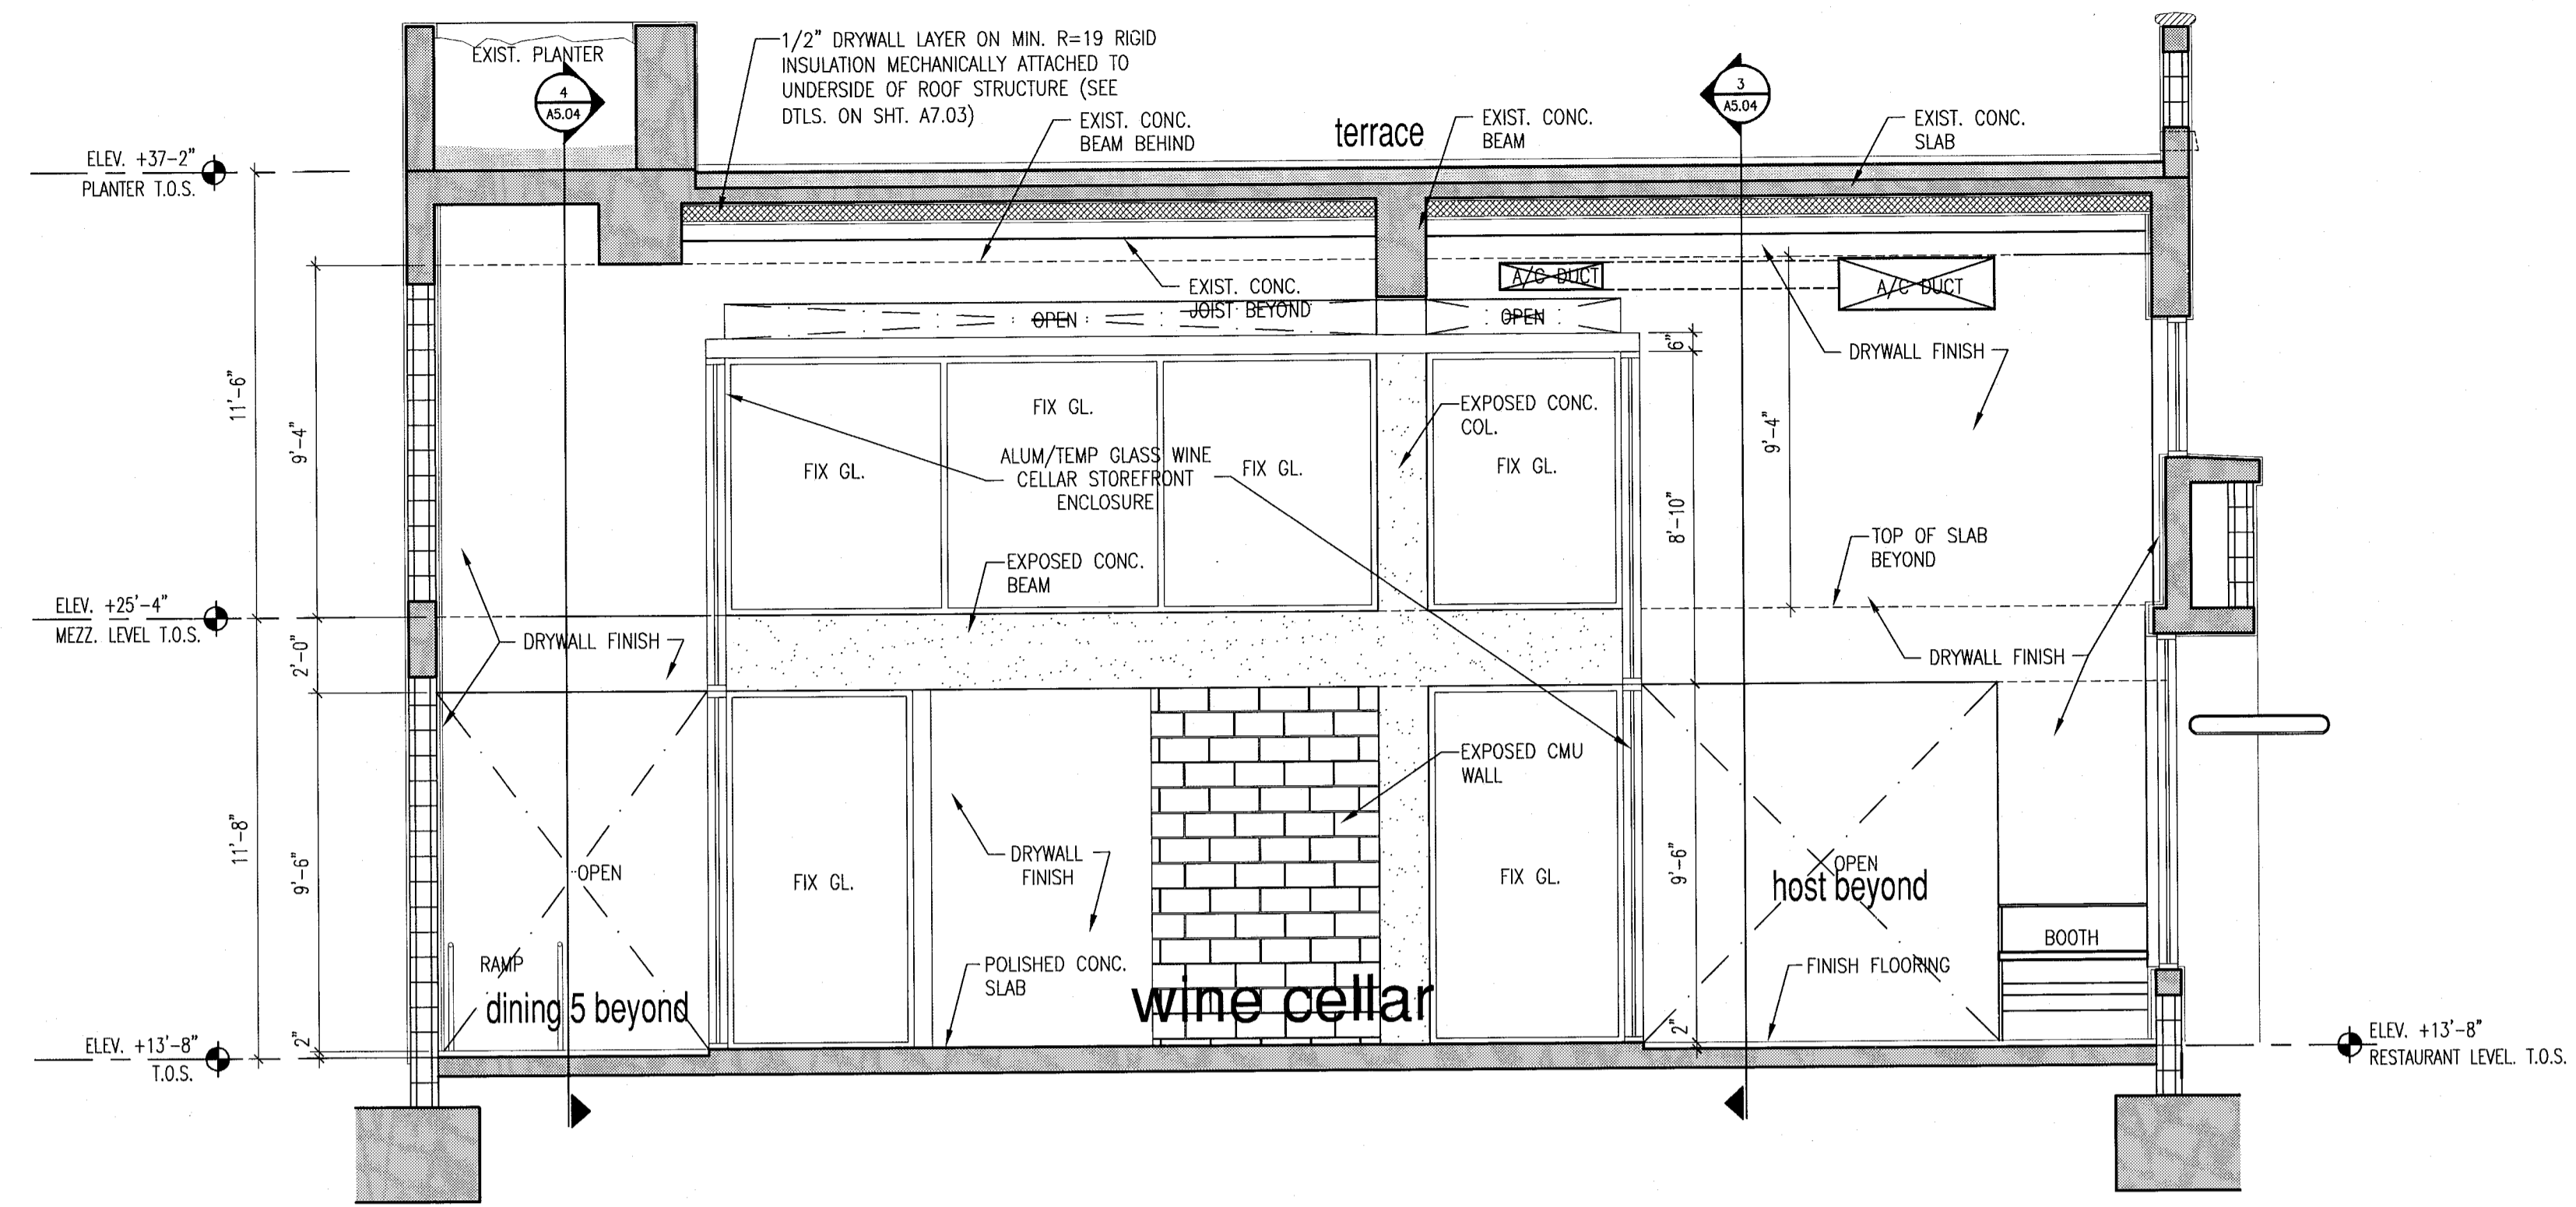 EXIST. PLANTER
4
A5.04
1/2" DRYWALL LAYER ON MIN. R=19 RIGID
INSULATION MECHANICALLY ATTACHED TO
UNDERSIDE OF ROOF STRUCTURE (SEE
DTLS. ON SHT. A7.03)
EXIST. CONC.
BEAM BEHIND
terrace
EXIST. CONC.
BEAM
3
A5.04
EXIST. CONC.
SLAB
ELEV. +37-2"
PLANTER T.O.S.
EXIST. CONC.
JOIST BEYOND
A/C DUCT
A/C DUCT
OPEN
OPEN
6"
DRYWALL FINISH
11'-6"
9'-4"
FIX GL.
FIX GL.
ALUM/TEMP GLASS WINE
CELLAR STOREFRONT
ENCLOSURE
FIX GL.
EXPOSED CONC.
COL.
FIX GL.
9'-4"
8'-10"
EXPOSED CONC.
BEAM
TOP OF SLAB
BEYOND
ELEV. +25'-4"
MEZZ. LEVEL T.O.S.
2'-0"
DRYWALL FINISH
DRYWALL FINISH
11'-8"
9'-6"
OPEN
FIX GL.
DRYWALL
FINISH
EXPOSED CMU
WALL
FIX GL.
9'-6"
OPEN
host beyond
BOOTH
RAMP
dining 5 beyond
POLISHED CONC.
SLAB
wine cellar
FINISH FLOORING
2"
2"
ELEV. +13'-8"
T.O.S.
ELEV. +13'-8"
RESTAURANT LEVEL. T.O.S.